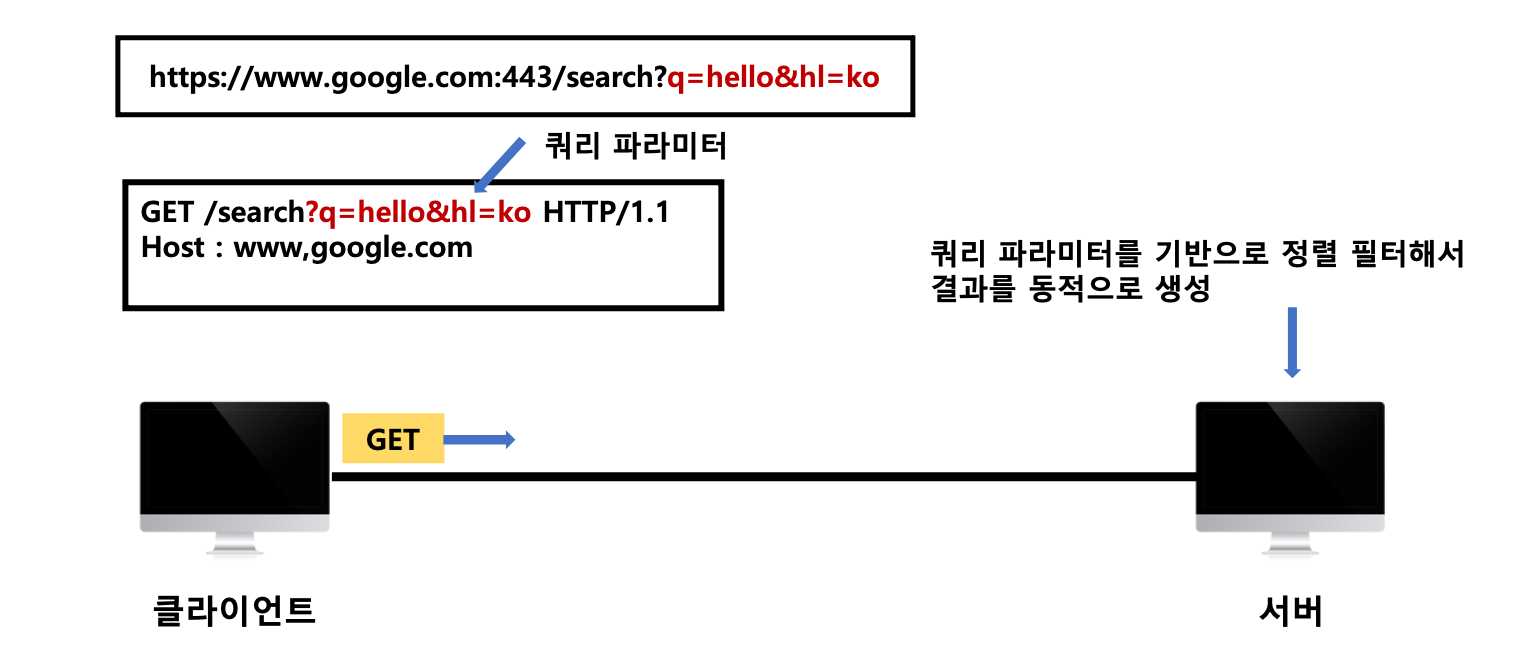 https://www.google.com:443/search?q=hello&hl=ko
쿼리 파라미터
GET /search?q=hello&hl=ko HTTP/1.1
Host : www,google.com
쿼리 파라미터를 기반으로 정렬 필터해서
결과를 동적으로 생성
GET
클라이언트
서버